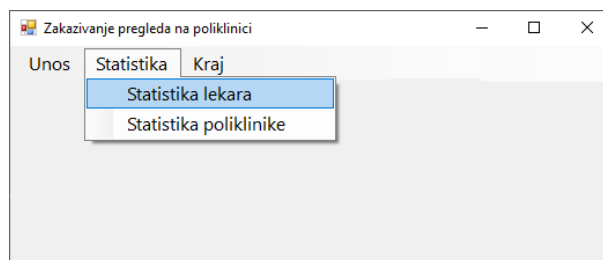 Zakazivanje pregleda na poliklinici
Unos Statistika Kraj
Statistika lekara
Statistika poliklinike